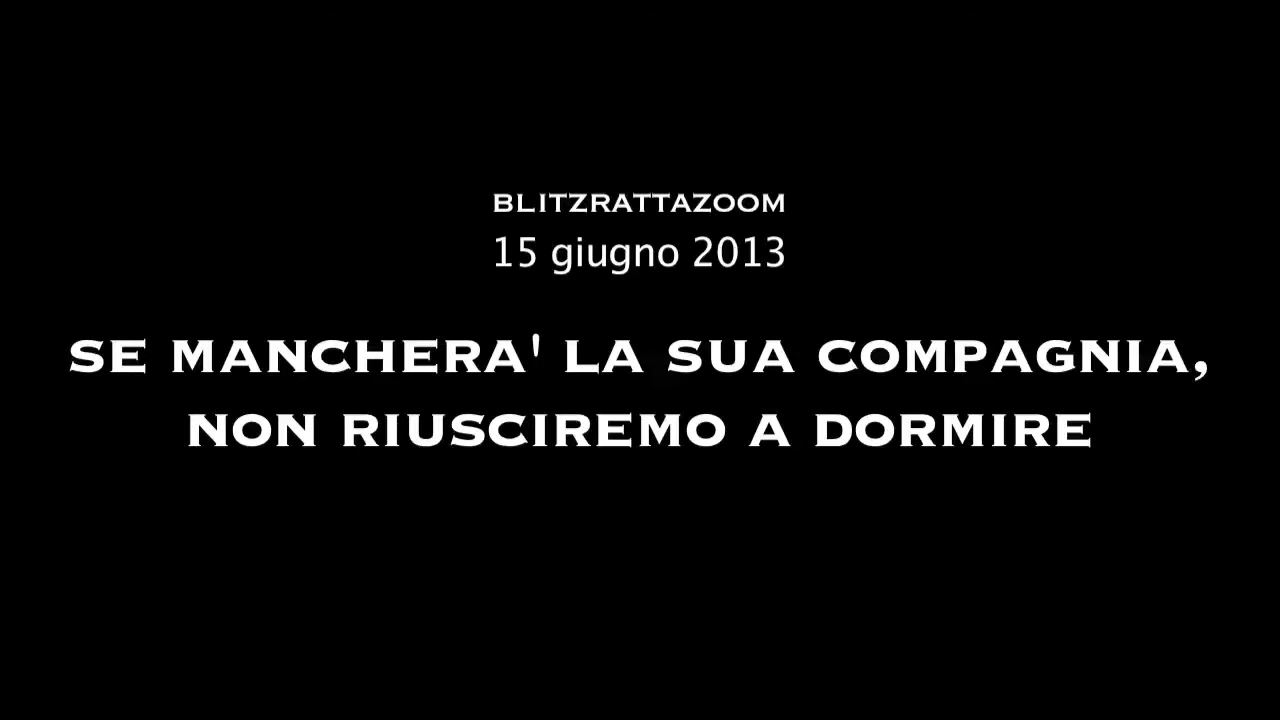 BLITZRATTAZOOM
15 giugno 2013
SE MANCHERA' LA SUA COMPAGNIA,
NON RIUSCIREMO A DORMIRE